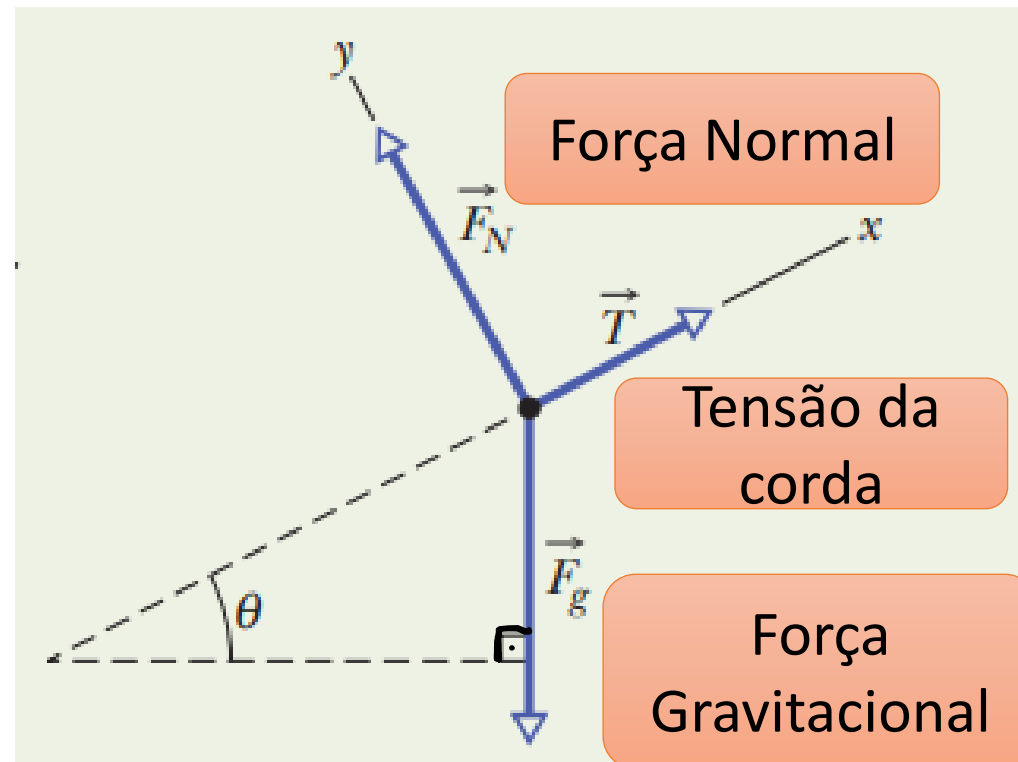 y
Força Normal
F_N
x
T
Tensão da
corda
F_g
θ
Força
Gravitacional